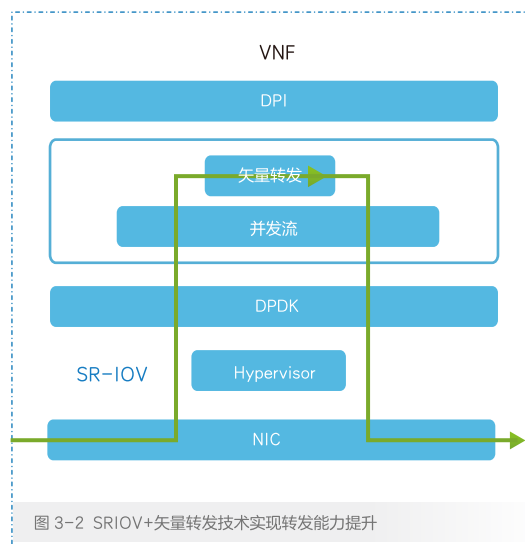 VNF
DPI
矢量转发
并发流
DPDK
SR-IOV
Hypervisor
NIC
图 3-2 SRIOV+矢量转发技术实现转发能力提升